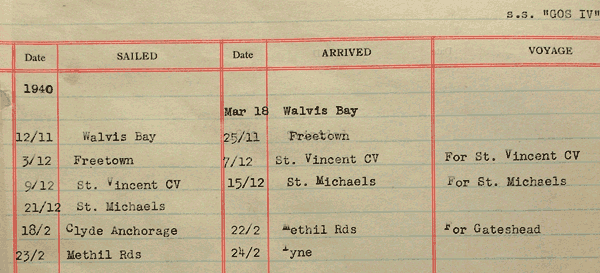 s.s. "GOS IV"
Date SAILED Date ARRIVED VOYAGE
1940
Mar 18 Walvis Bay
12/11 Walvis Bay 25/11 Freetown
3/12 Freetown 7/12 St. Vincent CV For St. Vincent CV
9/12 St. Vincent CV 15/12 St. Michaels For St. Michaels
21/12 St. Michaels
18/2 Clyde Anchorage 22/2 Methil Rds For Gateshead
23/2 Methil Rds 24/2 Tyne